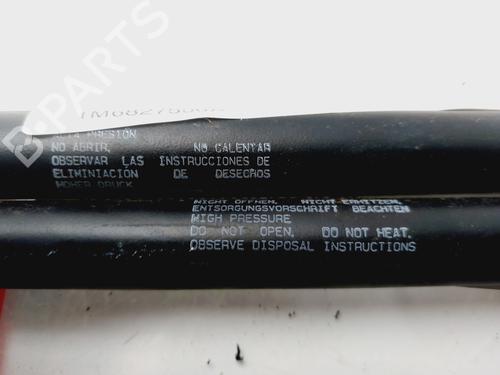 ALTA PRESION
NO ABRIR, NO CALENTAR
OBSERVAR LAS INSTRUCCIONES DE
ELIMINIACION DE DESECHOS
HOHER DRUCK
NICHT OFFNEN, NICHT ERHITZEN,
ENTSORGUNGSVORSCHRIFT BEACHTEN
HIGH PRESSURE
DO NOT OPEN, DO NOT HEAT.
OBSERVE DISPOSAL INSTRUCTIONS
B-Parts